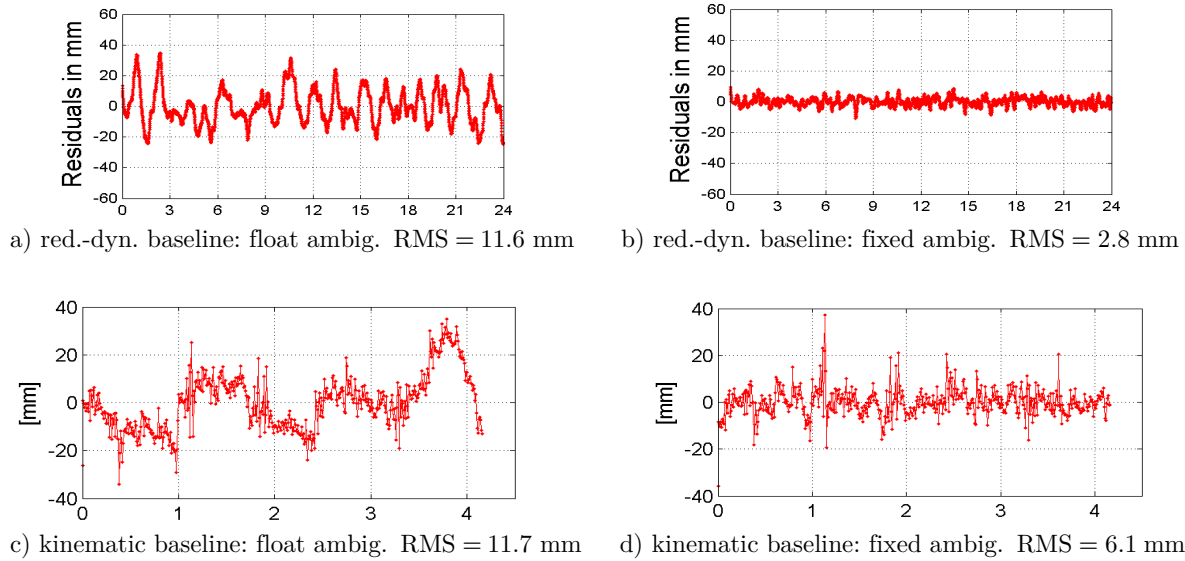 60
40
20
0
-20
-40
-60
Residuals in mm
0 3 6 9 12 15 18 21 24
a) red.-dyn. baseline: float ambig. RMS = 11.6 mm
60
40
20
0
-20
-40
-60
Residuals in mm
0 3 6 9 12 15 18 21 24
b) red.-dyn. baseline: fixed ambig. RMS = 2.8 mm
40
20
0
-20
-40
[mm]
0 1 2 3 4
c) kinematic baseline: float ambig. RMS = 11.7 mm
40
20
0
-20
-40
[mm]
0 1 2 3 4
d) kinematic baseline: fixed ambig. RMS = 6.1 mm